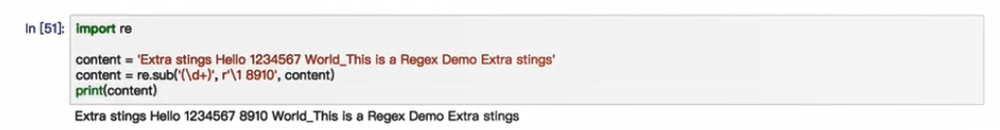 In [51]: import re
content = 'Extra stings Hello 1234567 World_This is a Regex Demo Extra stings'
content = re.sub('(\d+)', r'\1 8910', content)
print(content)
Extra stings Hello 1234567 8910 World_This is a Regex Demo Extra stings